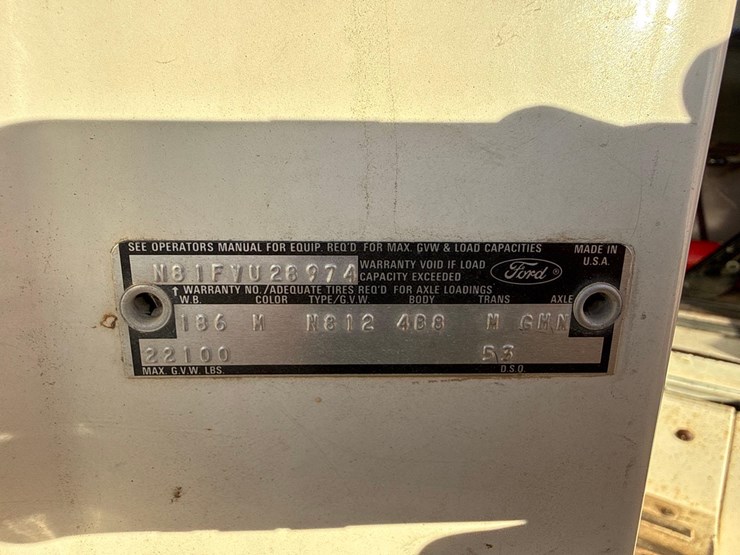 SEE OPERATORS MANUAL FOR EQUIP. REQ'D FOR MAX. GVW & LOAD CAPACITIES MADE IN U.S.A.
N81FVU28974 WARRANTY VOID IF LOAD CAPACITY EXCEEDED Ford ®
↑ WARRANTY NO./ADEQUATE TIRES REQ'D FOR AXLE LOADINGS
W.B. COLOR TYPE/G.V.W. BODY TRANS AXLE
186 M N812 4B8 M GMN
22100 53
MAX. G.V.W. LBS. D.S.O.